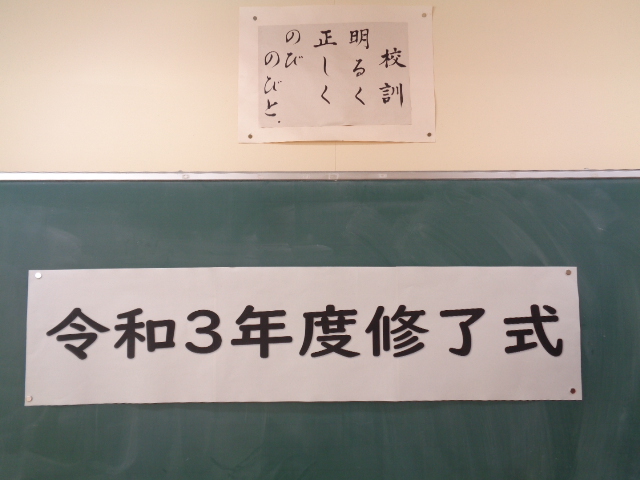 校訓
明るく
正しく
のび
のびと.
令和3年度修了式